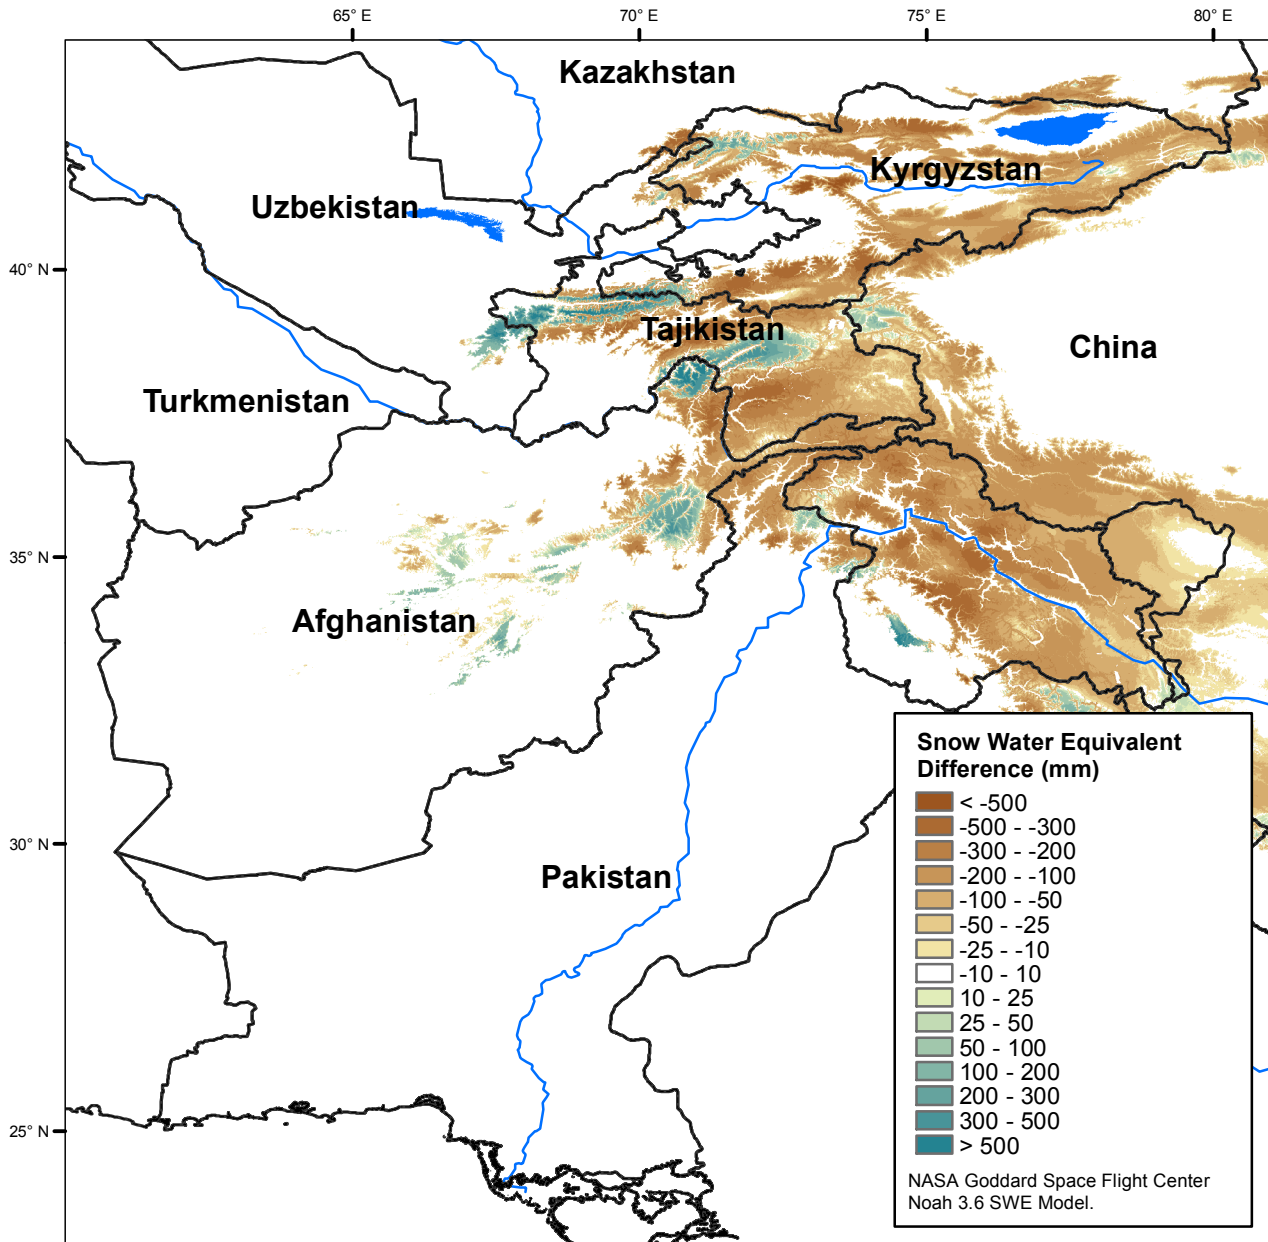 65° E
70° E
75° E
80° E
Kazakhstan
Kyrgyzstan
Uzbekistan
40° N
Tajikistan
China
Turkmenistan
35° N
Afghanistan
Snow Water Equivalent
Difference (mm)
< -500
-500 - -300
-300 - -200
-200 - -100
-100 - -50
-50 - -25
-25 - -10
-10 - 10
10 - 25
25 - 50
50 - 100
100 - 200
200 - 300
300 - 500
> 500
30° N
Pakistan
25° N
NASA Goddard Space Flight Center
Noah 3.6 SWE Model.